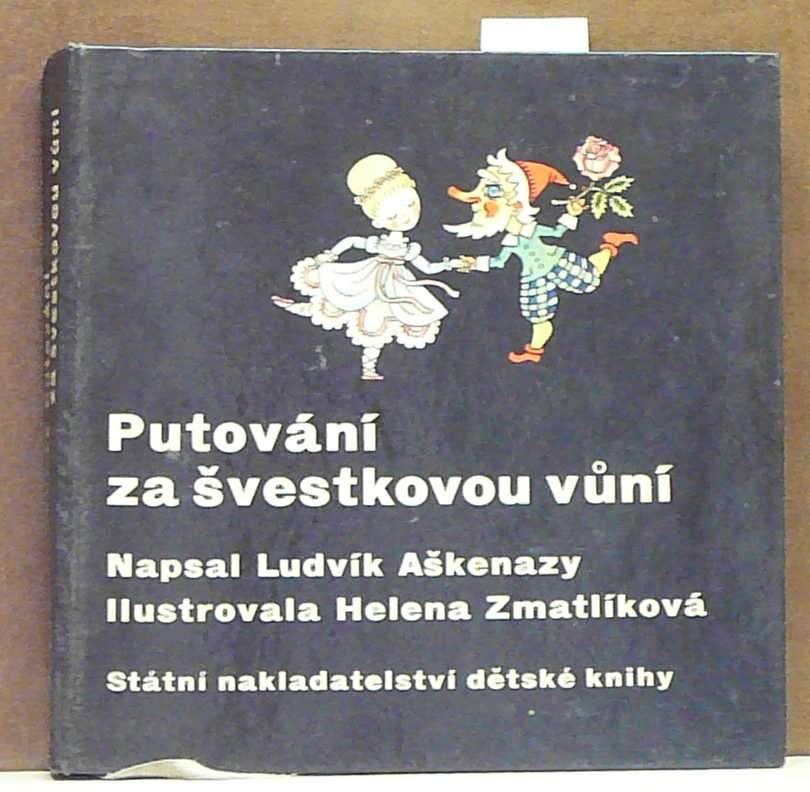 Putování
za švestkovou vůní
Napsal Ludvík Aškenazy
Ilustrovala Helena Zmatlíková
Státní nakladatelství dětské knihy